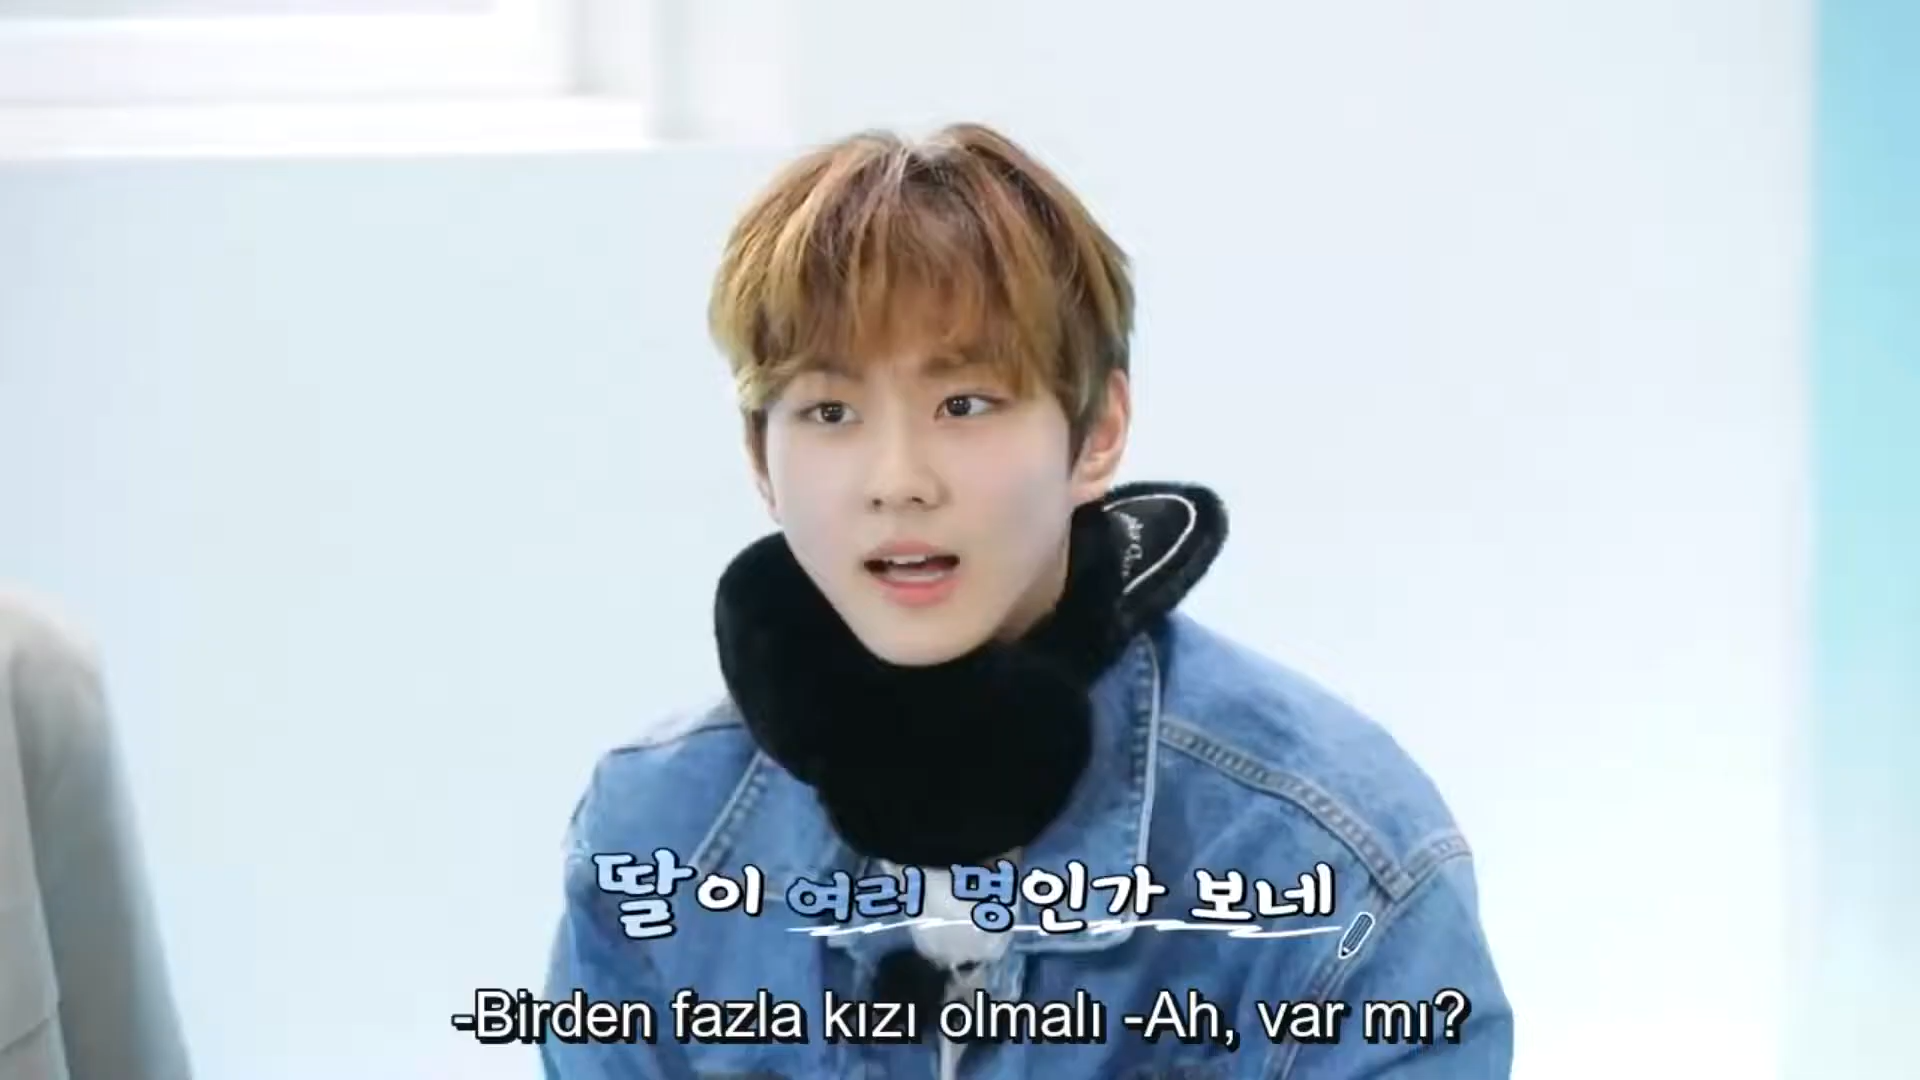 딸이 여러 명인가 보네
-Birden fazla kızı olmalı -Ah, var mı?